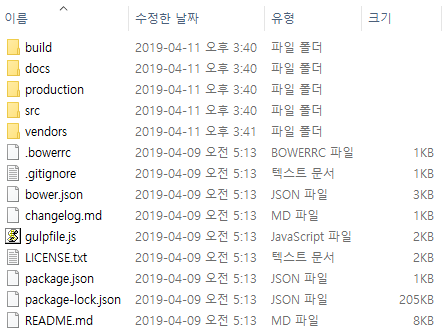 이름 수정한 날짜 유형 크기
build 2019-04-11 오후 3:40 파일 폴더
docs 2019-04-11 오후 3:40 파일 폴더
production 2019-04-11 오후 3:40 파일 폴더
src 2019-04-11 오후 3:40 파일 폴더
vendors 2019-04-11 오후 3:41 파일 폴더
.bowerrc 2019-04-09 오전 5:13 BOWERRC 파일 1KB
.gitignore 2019-04-09 오전 5:13 텍스트 문서 1KB
bower.json 2019-04-09 오전 5:13 JSON 파일 3KB
changelog.md 2019-04-09 오전 5:13 MD 파일 1KB
gulpfile.js 2019-04-09 오전 5:13 JavaScript 파일 2KB
LICENSE.txt 2019-04-09 오전 5:13 텍스트 문서 2KB
package.json 2019-04-09 오전 5:13 JSON 파일 1KB
package-lock.json 2019-04-09 오전 5:13 JSON 파일 205KB
README.md 2019-04-09 오전 5:13 MD 파일 8KB